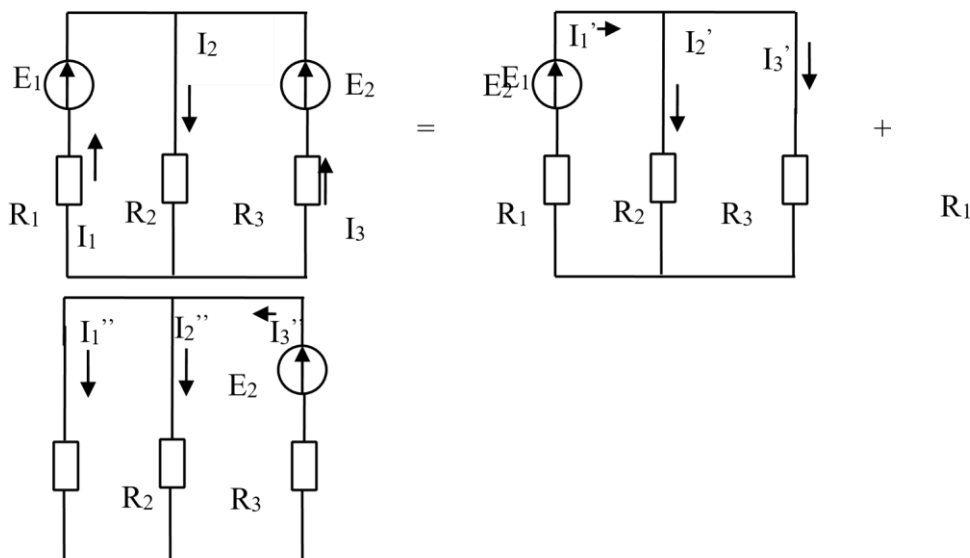 I₂
E₁
E₂
R₁
R₂
R₃
I₁
I₃
=
I₁’
I₂’
I₃’
E₂
E₁
R₁
R₂
R₃
+
R₁
I₁’’
I₂’’
I₃’’
E₂
R₂
R₃